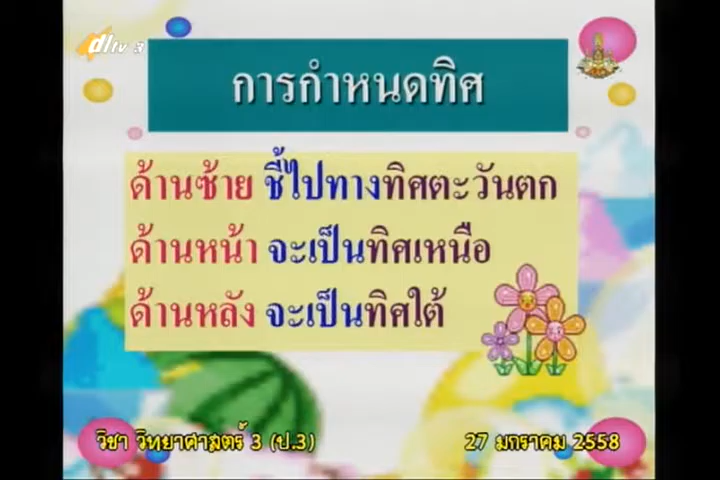 dltv 3
การกำหนดทิศ
ด้านซ้าย ชี้ไปทางทิศตะวันตก
ด้านหน้า จะเป็นทิศเหนือ
ด้านหลัง จะเป็นทิศใต้
วิชา วิทยาศาสตร์ 3 (ป.3)
27 มกราคม 2558